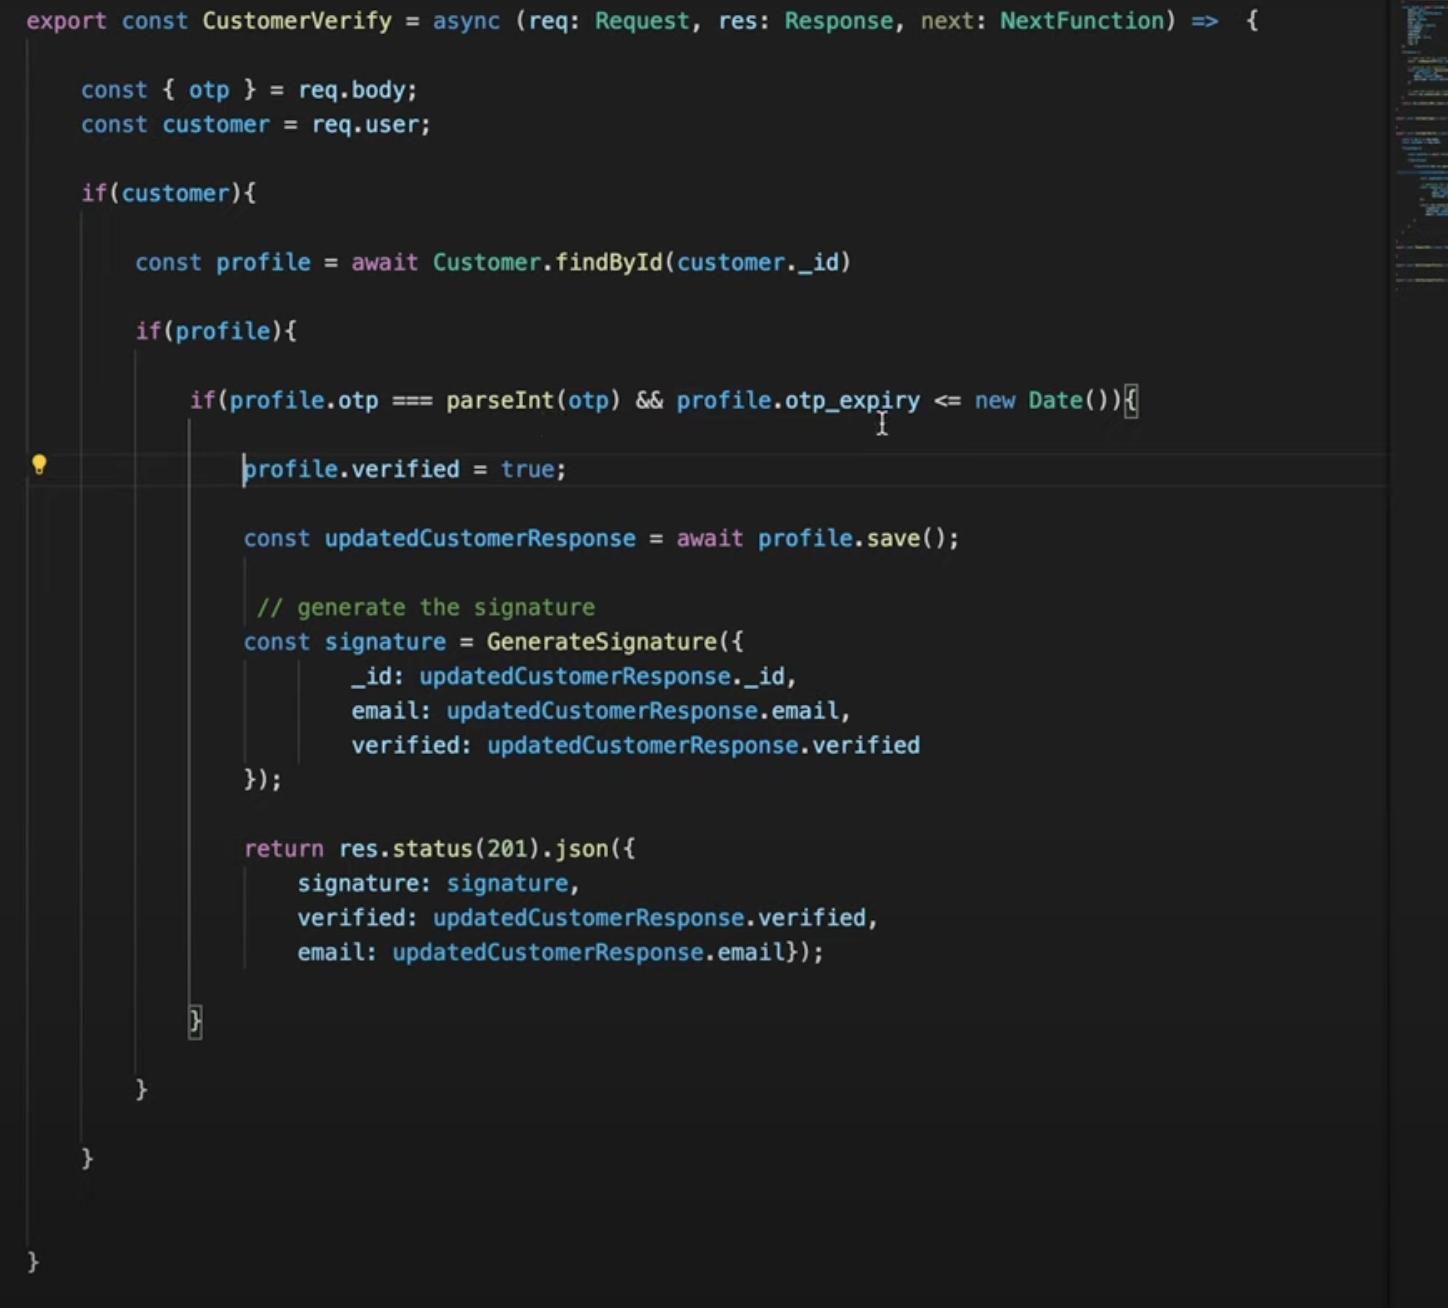 export const CustomerVerify = async (req: Request, res: Response, next: NextFunction) => {
const { otp } = req.body;
const customer = req.user;
if(customer){
const profile = await Customer.findById(customer._id)
if(profile){
if(profile.otp === parseInt(otp) && profile.otp_expiry <= new Date()){
profile.verified = true;
const updatedCustomerResponse = await profile.save();
// generate the signature
const signature = GenerateSignature({
_id: updatedCustomerResponse._id,
email: updatedCustomerResponse.email,
verified: updatedCustomerResponse.verified
});
return res.status(201).json({
signature: signature,
verified: updatedCustomerResponse.verified,
email: updatedCustomerResponse.email});
}
}
}
}